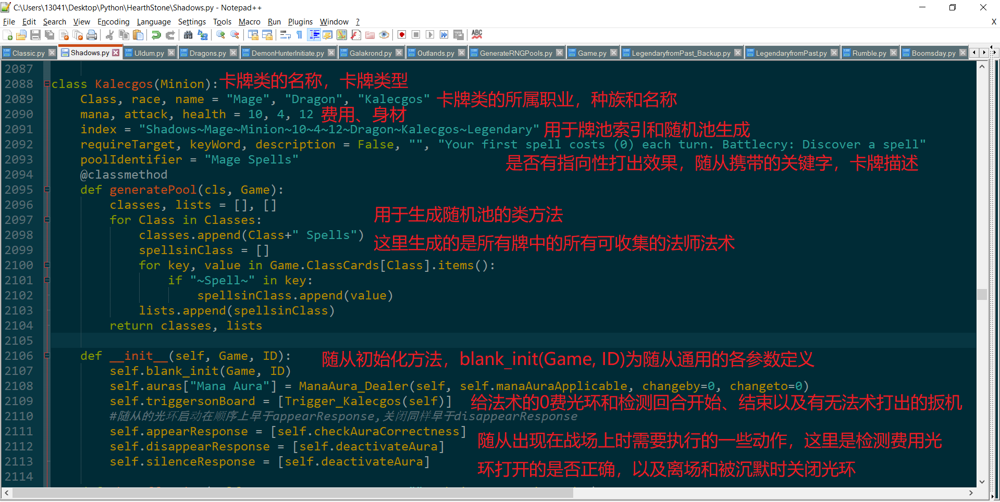 C:\Users\13041\Desktop\Python\HearthStone\Shadows.py - Notepad++
File Edit Search View Encoding Language Settings Tools Macro Run Plugins Window ? X
ABC
Classic.py Shadows.py Uldum.py Dragons.py DemonHunterInitiate.py Galakrond.py Outlands.py GenerateRNGPools.py Game.py LegendaryfromPast_Backup.py LegendaryfromPast.py Rumble.py Boomsday.py
2087
2088 class Kalecgos(Minion): 卡牌类的名称，卡牌类型
2089 Class, race, name = "Mage", "Dragon", "Kalecgos" 卡牌类的所属职业，种族和名称
2090 mana, attack, health = 10, 4, 12 费用、身材
2091 index = "Shadows~Mage~Minion~10~4~12~Dragon~Kalecgos~Legendary" 用于牌池索引和随机池生成
2092 requireTarget, keyWord, description = False, "", "Your first spell costs (0) each turn. Battlecry: Discover a spell"
2093 poolIdentifier = "Mage Spells" 是否有指向性打出效果，随从携带的关键字，卡牌描述
2094 @classmethod
2095 def generatePool(cls, Game):
2096 classes, lists = [], []
2097 for Class in Classes: 用于生成随机池的类方法
2098 classes.append(Class+" Spells") 这里生成的是所有牌中的所有可收集的法师法术
2099 spellsinClass = []
2100 for key, value in Game.ClassCards[Class].items():
2101 if "~Spell~" in key:
2102 spellsinClass.append(value)
2103 lists.append(spellsinClass)
2104 return classes, lists
2105
2106 def __init__(self, Game, ID): 随从初始化方法，blank_init(Game, ID)为随从通用的各参数定义
2107 self.blank_init(Game, ID)
2108 self.auras["Mana Aura"] = ManaAura_Dealer(self, self.manaAuraApplicable, changeby=0, changeto=0)
2109 self.triggersonBoard = [Trigger_Kalecgos(self)] 给法术的0费光环和检测回合开始、结束以及有无法术打出的扳机
2110 #随从的光环启动在顺序上早于appearResponse,关闭同样早于disappearResponse
2111 self.appearResponse = [self.checkAuraCorrectness] 随从出现在战场上时需要执行的一些动作，这里是检测费用光
2112 self.disappearResponse = [self.deactivateAura]
2113 self.silenceResponse = [self.deactivateAura] 环打开的是否正确，以及离场和被沉默时关闭光环
2114